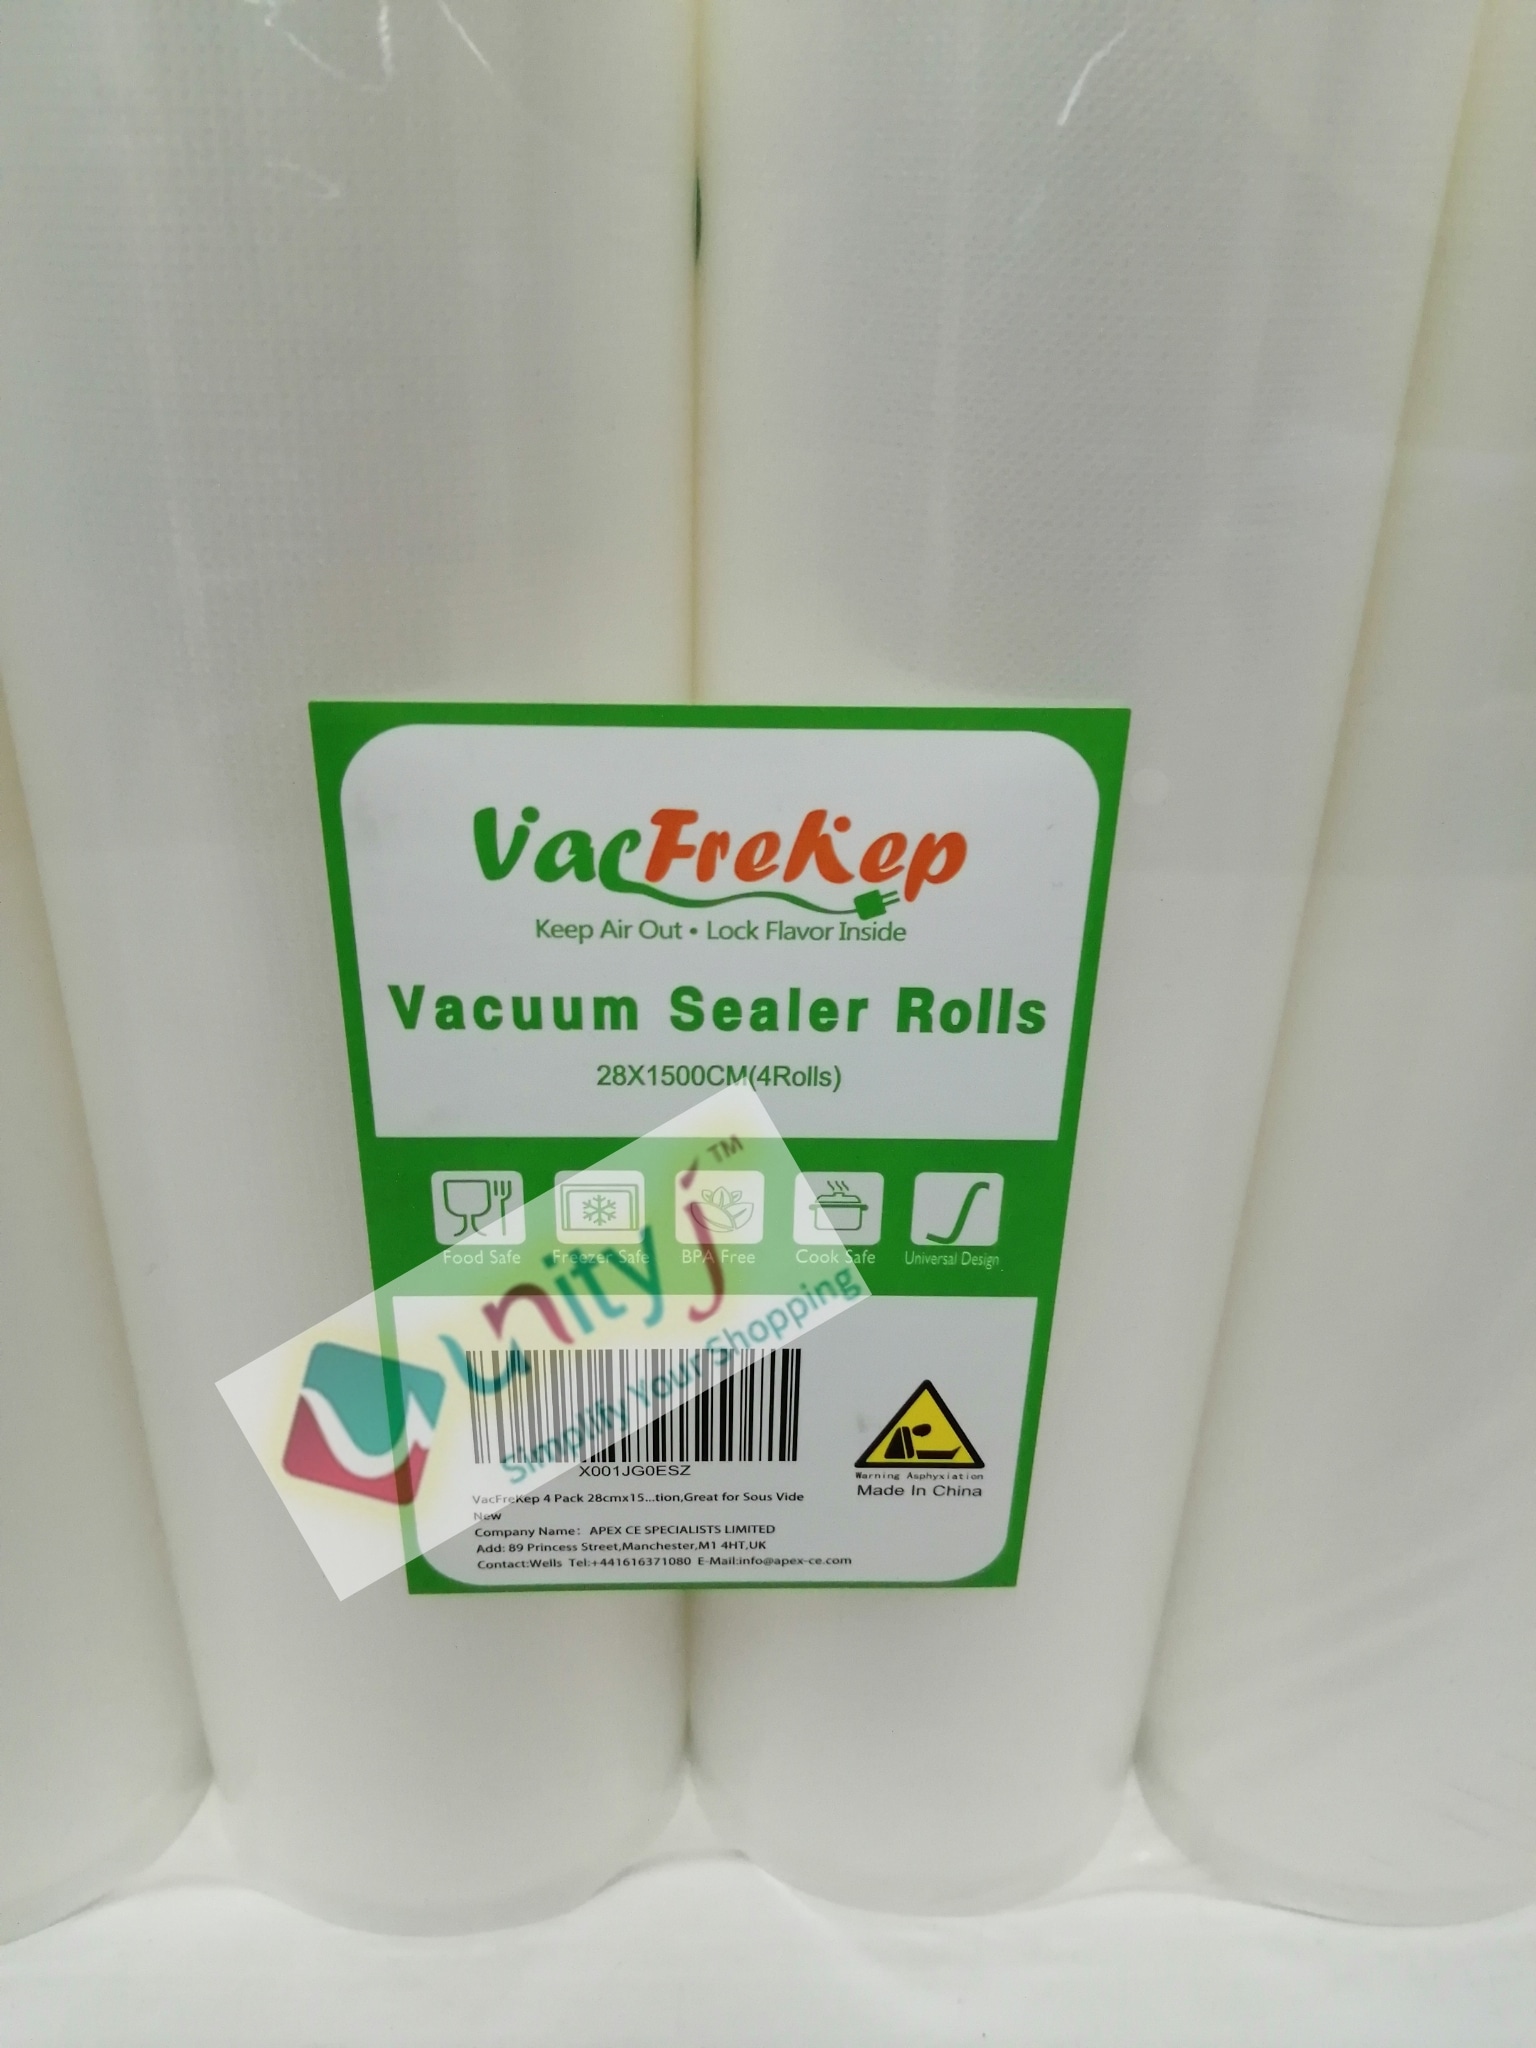 VacFreKep
Keep Air Out • Lock Flavor Inside
Vacuum Sealer Rolls
28X1500CM(4Rolls)
Food Safe
Freezer Safe
BPA Free
Cook Safe
Universal Design
unityj™
Simplify Your Shopping
X001JG0ESZ
VacFreKep 4 Pack 28cmx15...tion,Great for Sous Vide
New
Company Name: APEX CE SPECIALISTS LIMITED
Add: 89 Princess Street,Manchester,M1 4HT,UK
Contact:Wells Tel:+441616371080 E-Mail:info@apex-ce.com
Warning Asphyxiation
Made In China